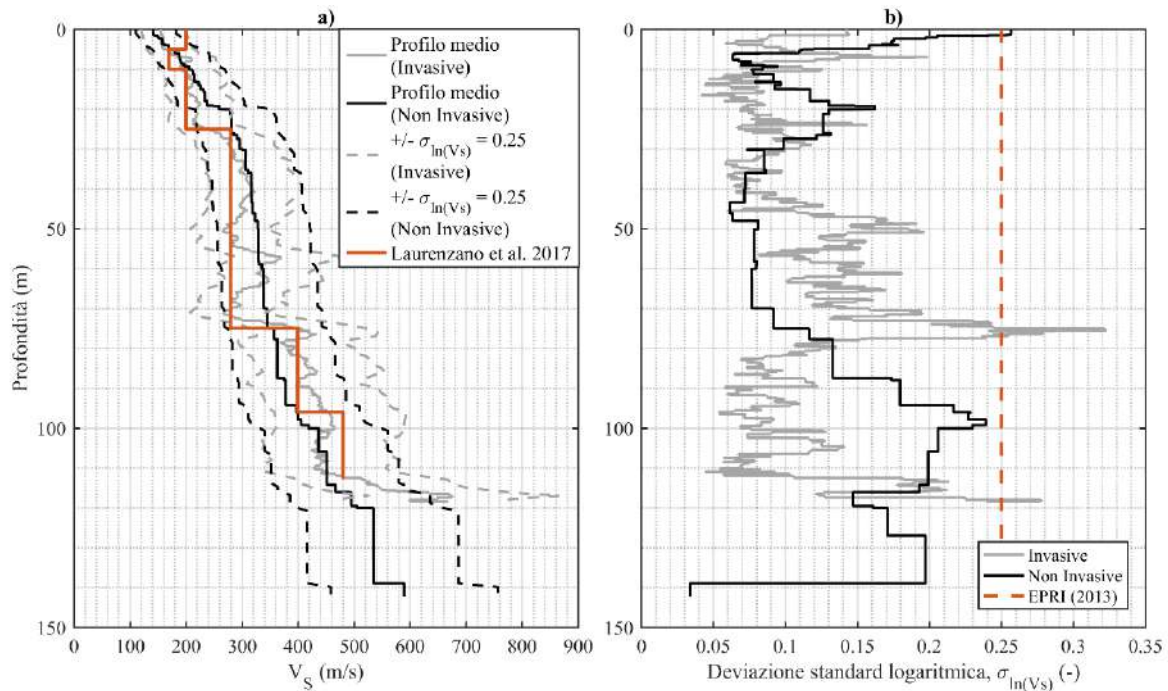 a)
0
50
100
150
Profondità (m)
0
100
200
300
400
500
600
700
800
900
V_S (m/s)
Profilo medio
(Invasive)
Profilo medio
(Non Invasive)
+/- σ_ln(Vs) = 0.25
(Invasive)
+/- σ_ln(Vs) = 0.25
(Non Invasive)
Laurenzano et al. 2017
b)
0
50
100
150
0
0.05
0.1
0.15
0.2
0.25
0.3
0.35
Deviazione standard logaritmica, σ_ln(Vs) (-)
Invasive
Non Invasive
EPRI (2013)